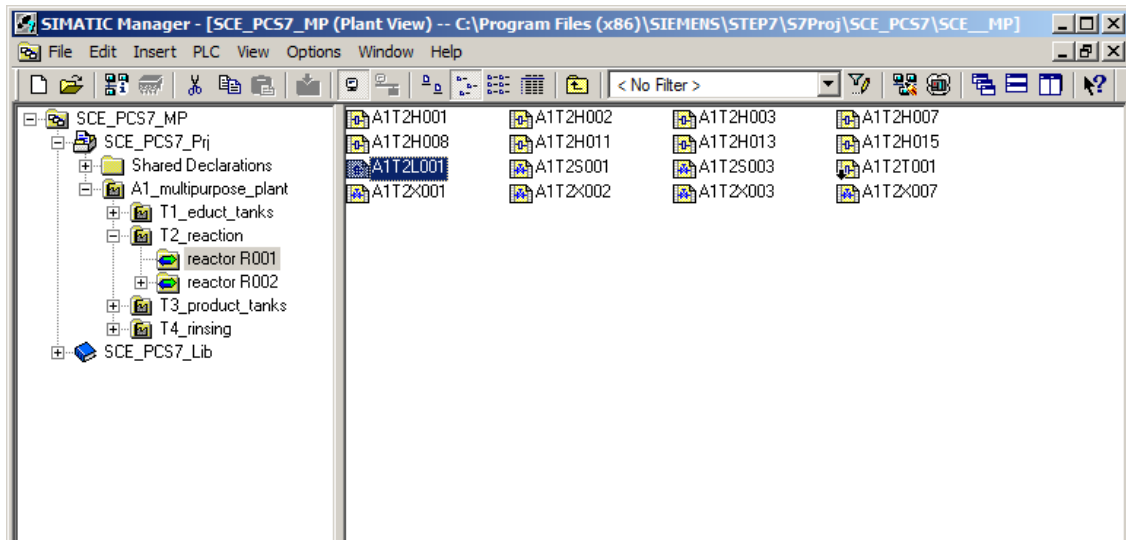 SIMATIC Manager - [SCE_PCS7_MP (Plant View) -- C:\Program Files (x86)\SIEMENS\STEP7\S7Proj\SCE_PCS7\SCE__MP]
File Edit Insert PLC View Options Window Help
< No Filter >
SCE_PCS7_MP
SCE_PCS7_Prj
Shared Declarations
A1_multipurpose_plant
T1_educt_tanks
T2_reaction
reactor R001
reactor R002
T3_product_tanks
T4_rinsing
SCE_PCS7_Lib
A1T2H001 A1T2H002 A1T2H003 A1T2H007
A1T2H008 A1T2H011 A1T2H013 A1T2H015
A1T2L001 A1T2S001 A1T2S003 A1T2T001
A1T2X001 A1T2X002 A1T2X003 A1T2X007